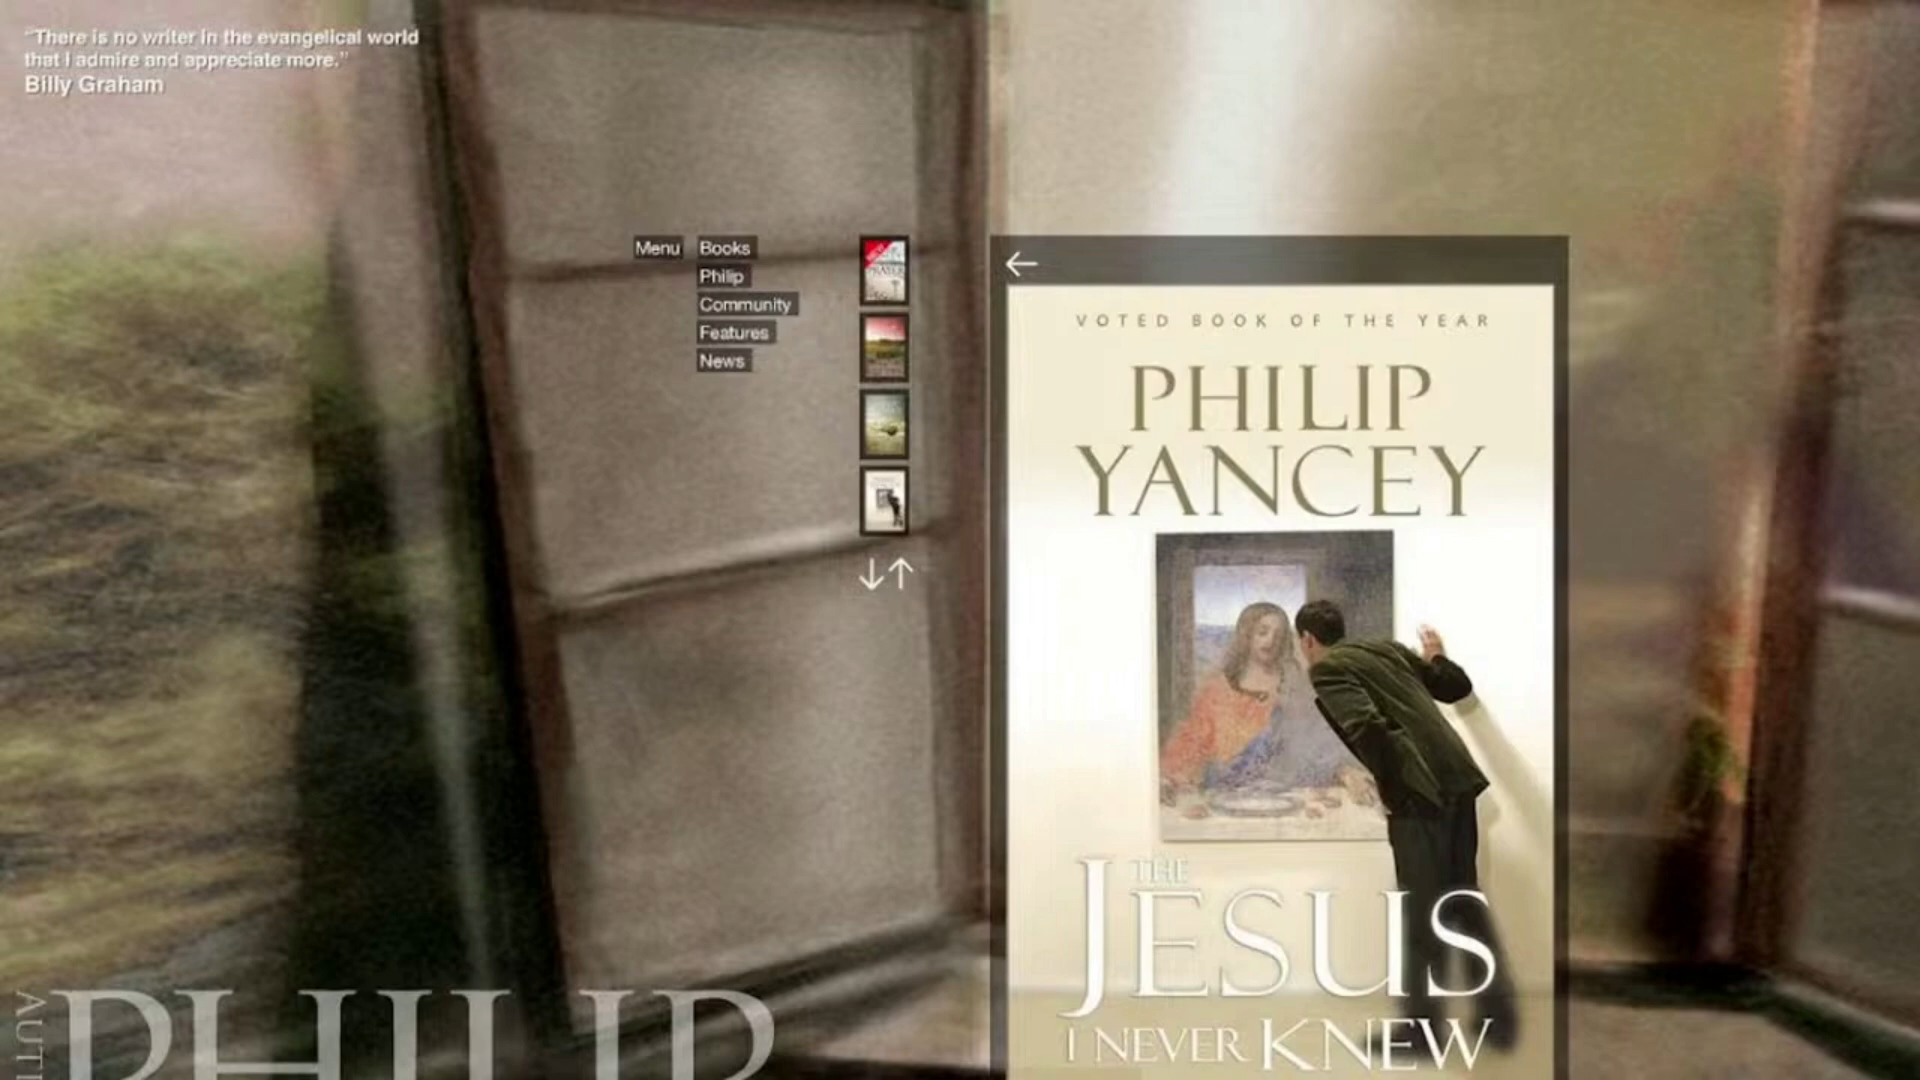 "There is no writer in the evangelical world
that I admire and appreciate more."
Billy Graham
Menu
Books
Philip
Community
Features
News
PRAYER
VOTED BOOK OF THE YEAR
PHILIP
YANCEY
THE
JESUS
I NEVER KNEW
PHILIP